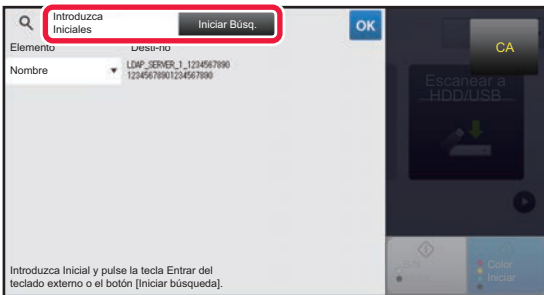 Introduzca
Iniciales
Iniciar Búsq.
OK
CA
Elemento
Desti-no
Nombre
LDAP_SERVER_1_1234567890
12345678901234567890
Escanear a
HDD/USB
Introduzca Inicial y pulse la tecla Entrar del
teclado externo o el botón [Iniciar búsqueda].
B/N
Color
Iniciar